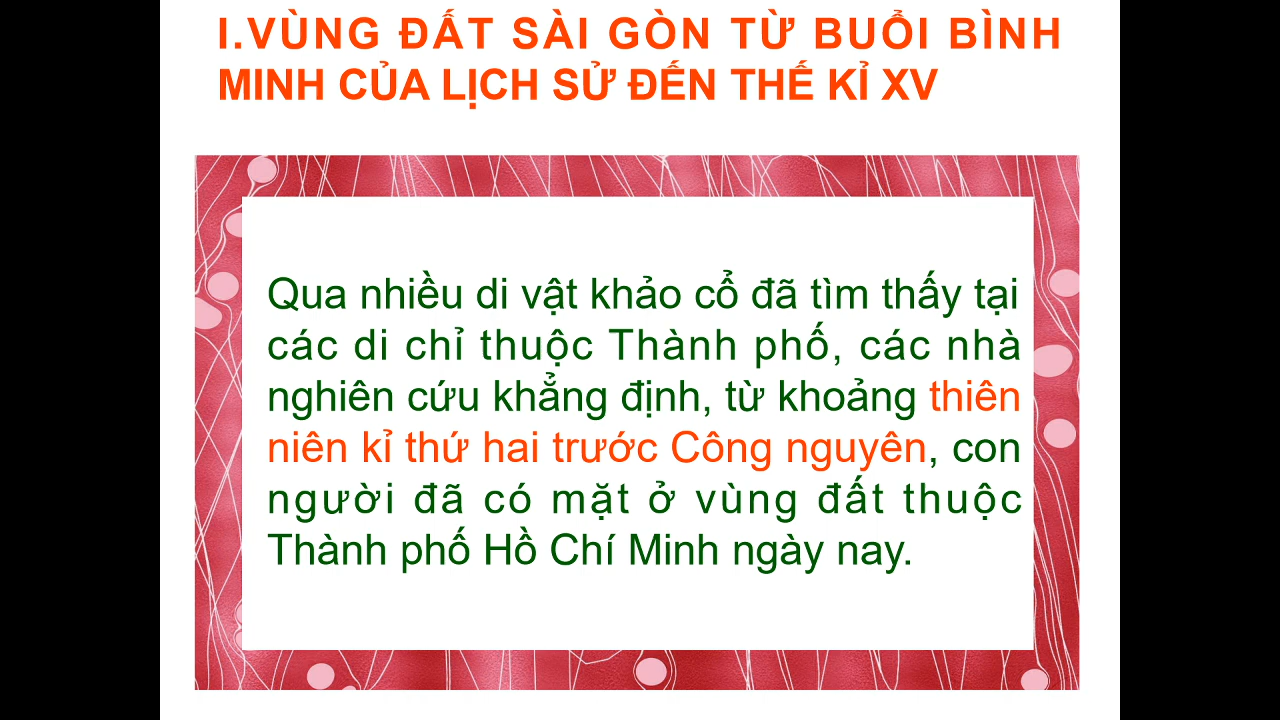 I.VÙNG ĐẤT SÀI GÒN TỪ BUỔI BÌNH
MINH CỦA LỊCH SỬ ĐẾN THẾ KỈ XV
Qua nhiều di vật khảo cổ đã tìm thấy tại
các di chỉ thuộc Thành phố, các nhà
nghiên cứu khẳng định, từ khoảng thiên
niên kỉ thứ hai trước Công nguyên, con
người đã có mặt ở vùng đất thuộc
Thành phố Hồ Chí Minh ngày nay.